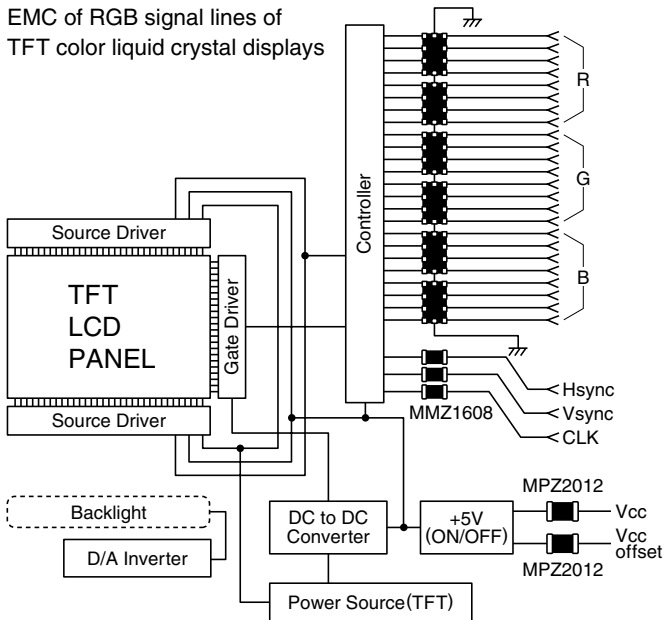 EMC of RGB signal lines of
TFT color liquid crystal displays
R
G
B
Controller
Source Driver
TFT
LCD
PANEL
Gate Driver
Source Driver
MMZ1608
Hsync
Vsync
CLK
Backlight
D/A Inverter
DC to DC
Converter
+5V
(ON/OFF)
MPZ2012
Vcc
Vcc
offset
MPZ2012
Power Source(TFT)